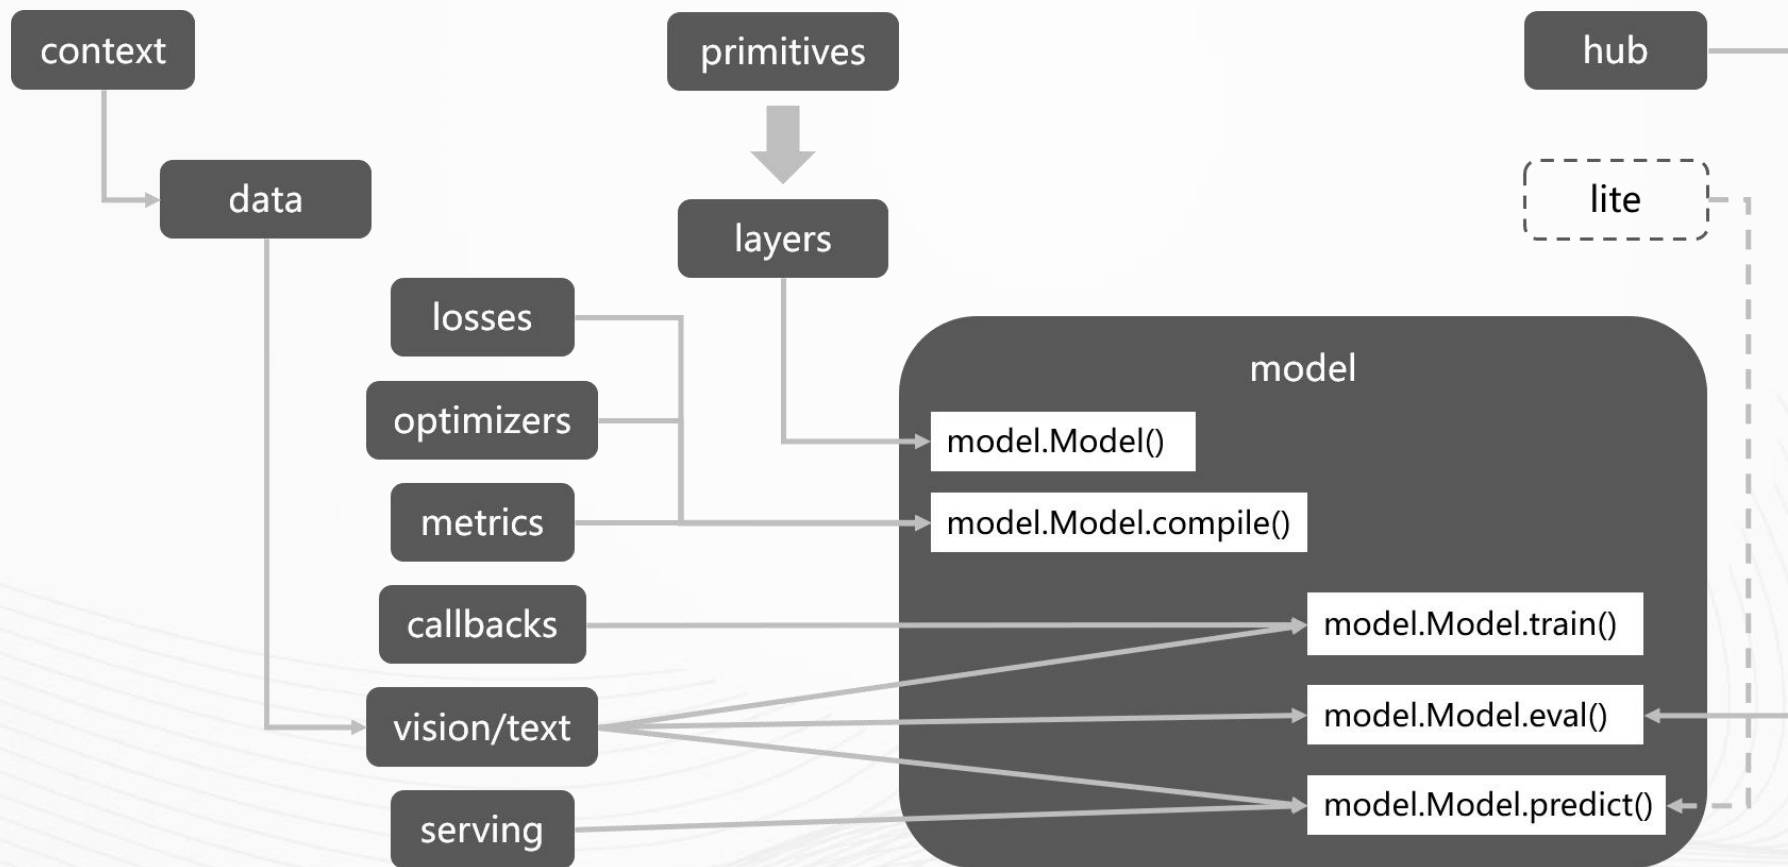 context
primitives
hub
data
lite
layers
losses
model
optimizers
model.Model()
metrics
model.Model.compile()
callbacks
model.Model.train()
vision/text
model.Model.eval()
serving
model.Model.predict()